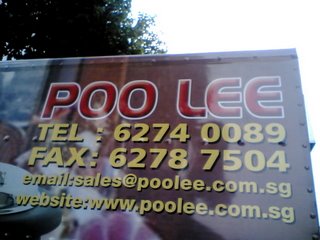 POO LEE
TEL : 6274 0089
FAX : 6278 7504
email:sales@poolee.com.sg
website:www.poolee.com.sg